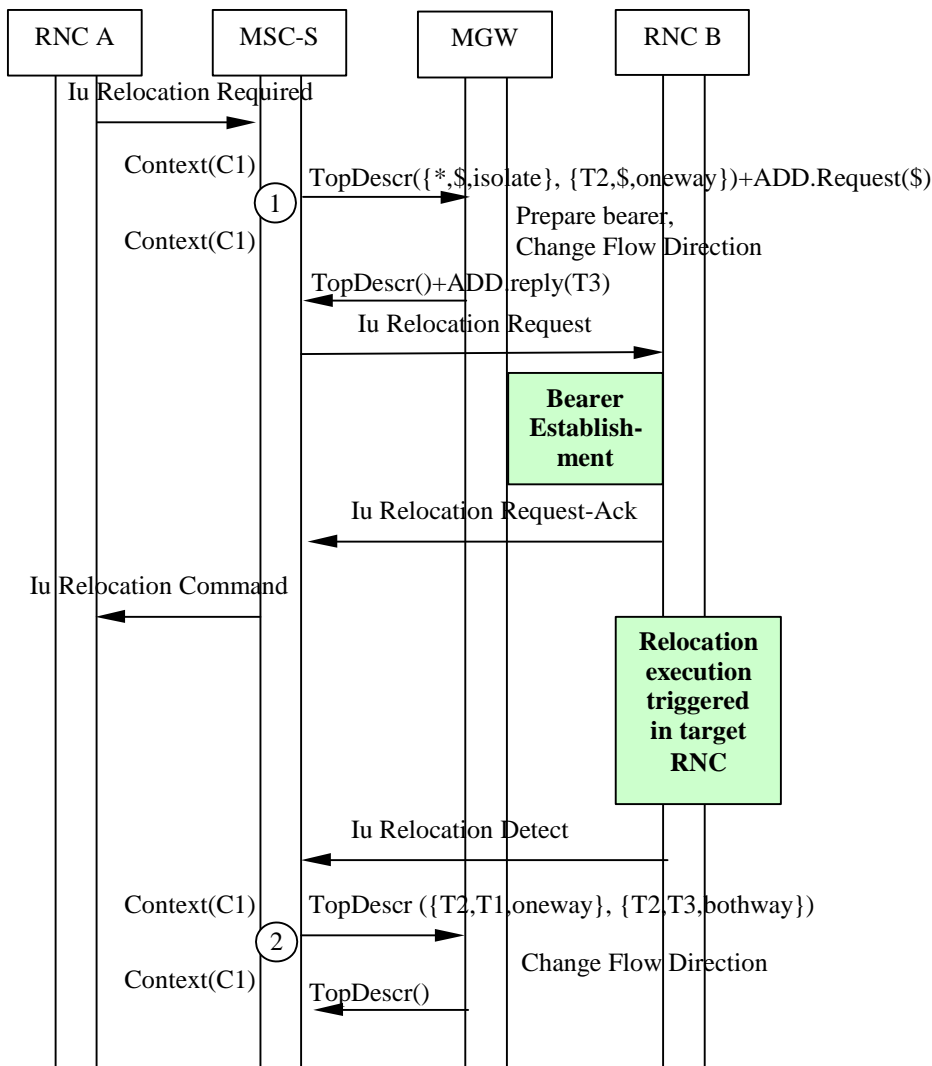 RNC A
MSC-S
MGW
RNC B
Iu Relocation Required
Context(C1)
TopDescr({*,$,isolate}, {T2,$,oneway})+ADD.Request($)
1
Prepare bearer,
Context(C1)
Change Flow Direction
TopDescr()+ADD.reply(T3)
Iu Relocation Request
Bearer
Establish-
ment
Iu Relocation Request-Ack
Iu Relocation Command
Relocation
execution
triggered
in target
RNC
Iu Relocation Detect
Context(C1)
TopDescr ({T2,T1,oneway}, {T2,T3,bothway})
2
Change Flow Direction
Context(C1)
TopDescr()